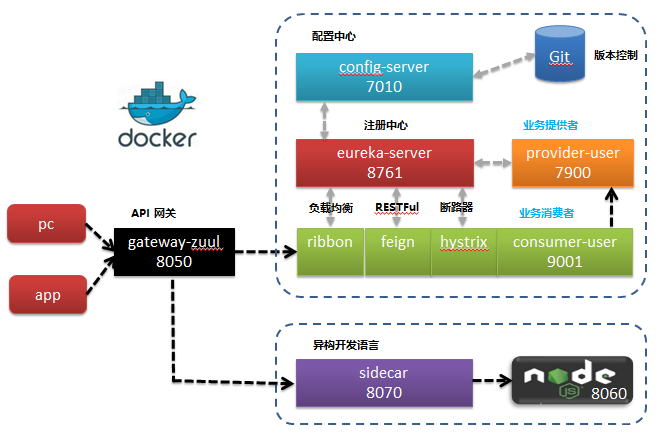 配置中心
config-server
7010
Git
版本控制
docker
注册中心
eureka-server
8761
业务提供者
provider-user
7900
负载均衡
RESTFul
断路器
业务消费者
pc
app
API 网关
gateway-zuul
8050
ribbon
feign
hystrix
consumer-user
9001
异构开发语言
sidecar
8070
node
JS
8060